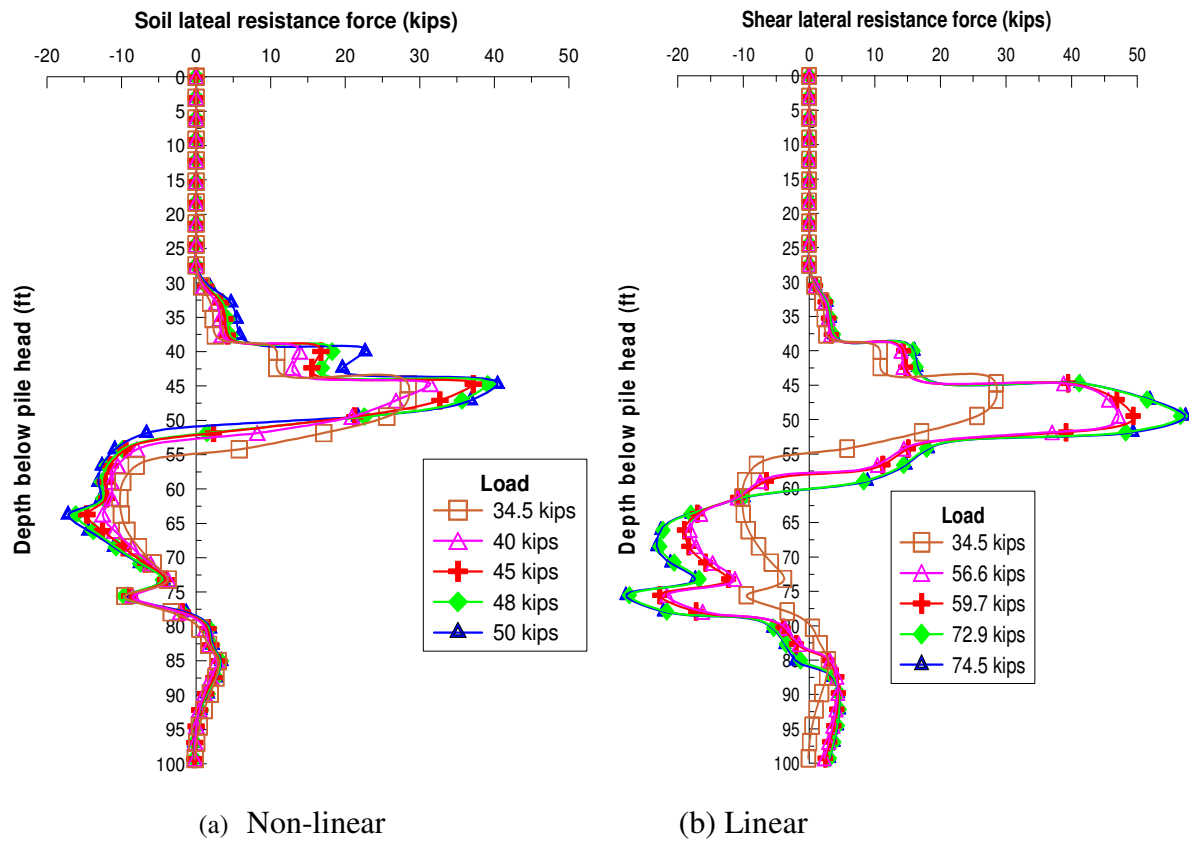 Soil lateal resistance force (kips)
-20 -10 0 10 20 30 40 50
0
5
10
15
20
25
30
35
40
45
50
55
60
65
70
75
80
85
90
95
100
Depth below pile head (ft)
Load
34.5 kips
40 kips
45 kips
48 kips
50 kips
(a) Non-linear
Shear lateral resistance force (kips)
-20 -10 0 10 20 30 40 50
0
5
10
15
20
25
30
35
40
45
50
55
60
65
70
75
80
85
90
95
100
Depth below pile head (ft)
Load
34.5 kips
56.6 kips
59.7 kips
72.9 kips
74.5 kips
(b) Linear